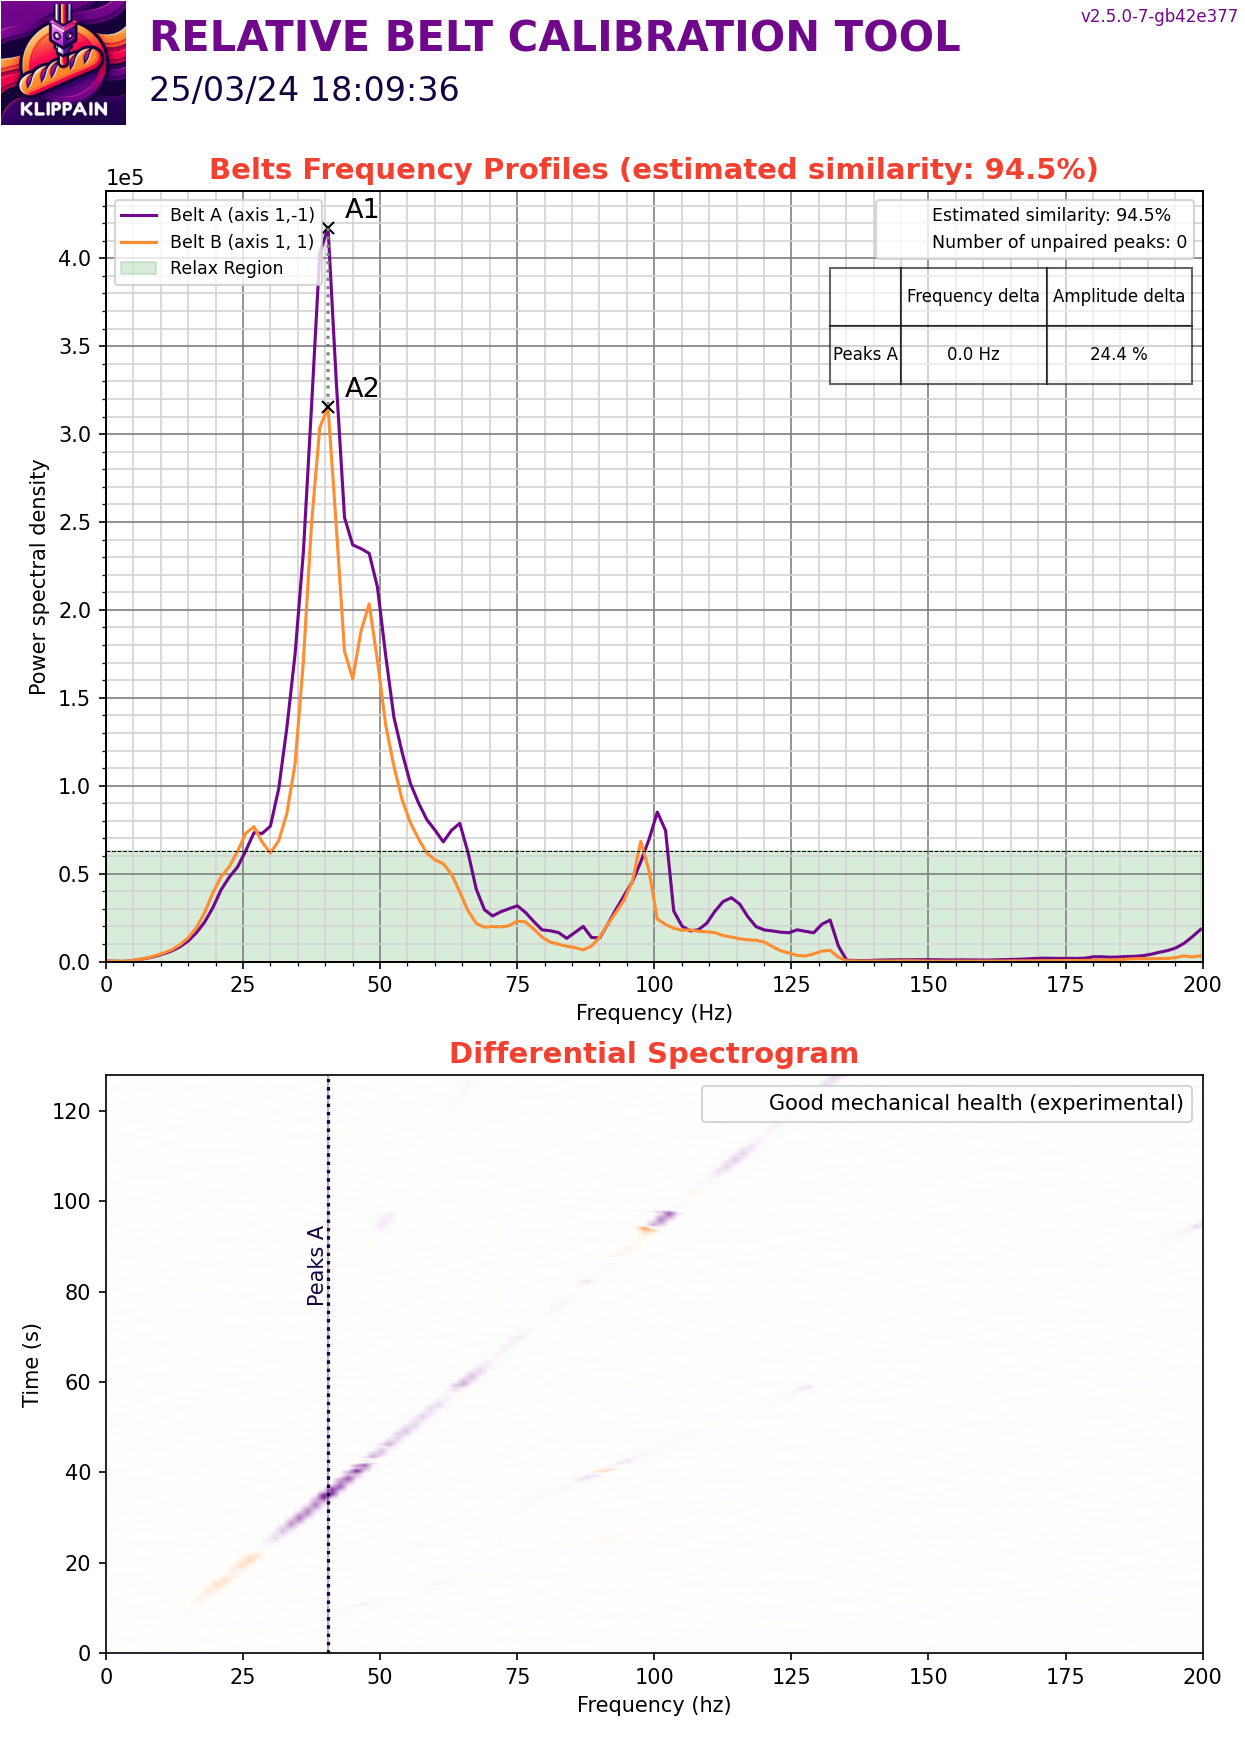 KLIPPAIN
RELATIVE BELT CALIBRATION TOOL
v2.5.0-7-gb42e377
25/03/24 18:09:36
Belts Frequency Profiles (estimated similarity: 94.5%)
1e5
Belt A (axis 1,-1)
Belt B (axis 1, 1)
Relax Region
A1
A2
Estimated similarity: 94.5%
Number of unpaired peaks: 0
Frequency delta Amplitude delta
Peaks A 0.0 Hz 24.4 %
Power spectral density
4.0
3.5
3.0
2.5
2.0
1.5
1.0
0.5
0.0
0 25 50 75 100 125 150 175 200
Frequency (Hz)
Differential Spectrogram
Good mechanical health (experimental)
Peaks A
Time (s)
120
100
80
60
40
20
0
0 25 50 75 100 125 150 175 200
Frequency (hz)